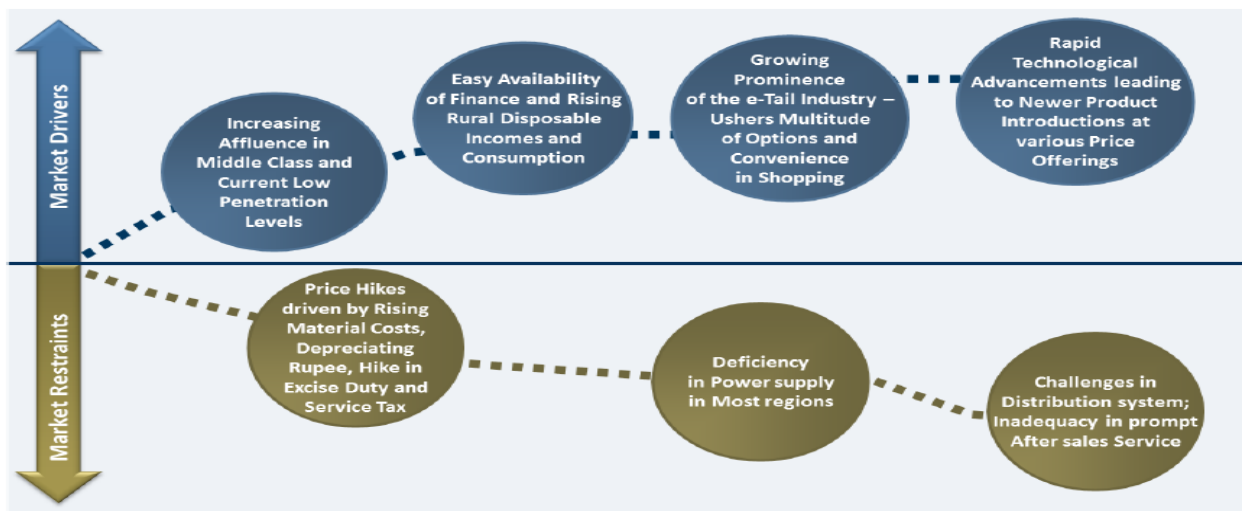 Market Drivers
Increasing
Affluence in
Middle Class and
Current Low
Penetration
Levels
Easy Availability
of Finance and Rising
Rural Disposable
Incomes and
Consumption
Growing
Prominence
of the e-Tail Industry –
Ushers Multitude
of Options and
Convenience
in Shopping
Rapid
Technological
Advancements leading
to Newer Product
Introductions at
various Price
Offerings
Market Restraints
Price Hikes
driven by Rising
Material Costs,
Depreciating
Rupee, Hike in
Excise Duty and
Service Tax
Deficiency
in Power supply
in Most regions
Challenges in
Distribution system;
Inadequacy in prompt
After sales Service